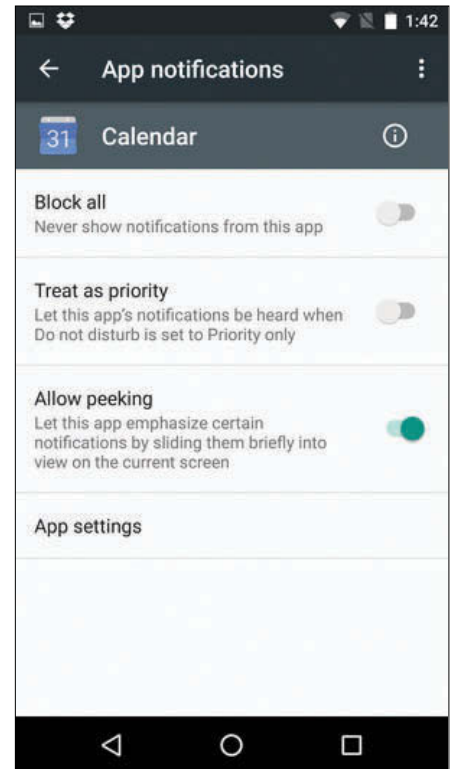 1:42
App notifications
31 Calendar
Block all
Never show notifications from this app
Treat as priority
Let this app's notifications be heard when
Do not disturb is set to Priority only
Allow peeking
Let this app emphasize certain
notifications by sliding them briefly into
view on the current screen
App settings